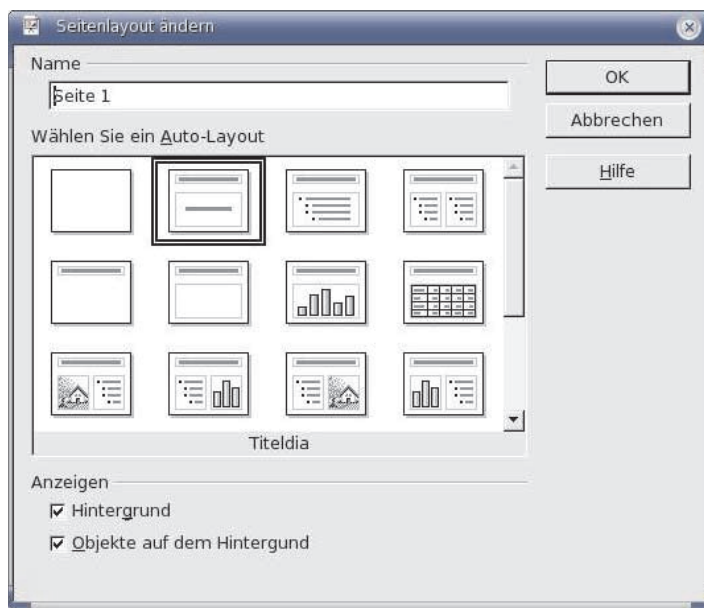 Seitenlayout ändern
Name
Seite 1
OK
Abbrechen
Hilfe
Wählen Sie ein Auto-Layout
Titeldia
Anzeigen
Hintergrund
Objekte auf dem Hintergund